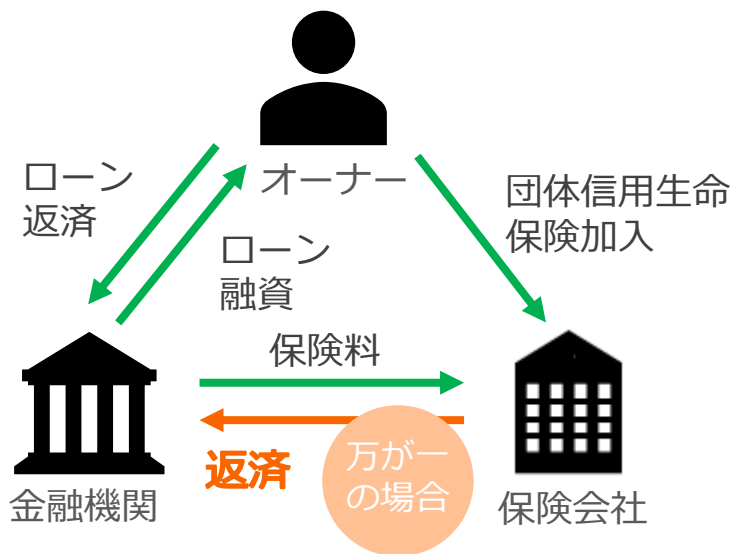 オーナー
ローン
返済
ローン
融資
団体信用生命
保険加入
保険料
返済
万が一
の場合
金融機関
保険会社